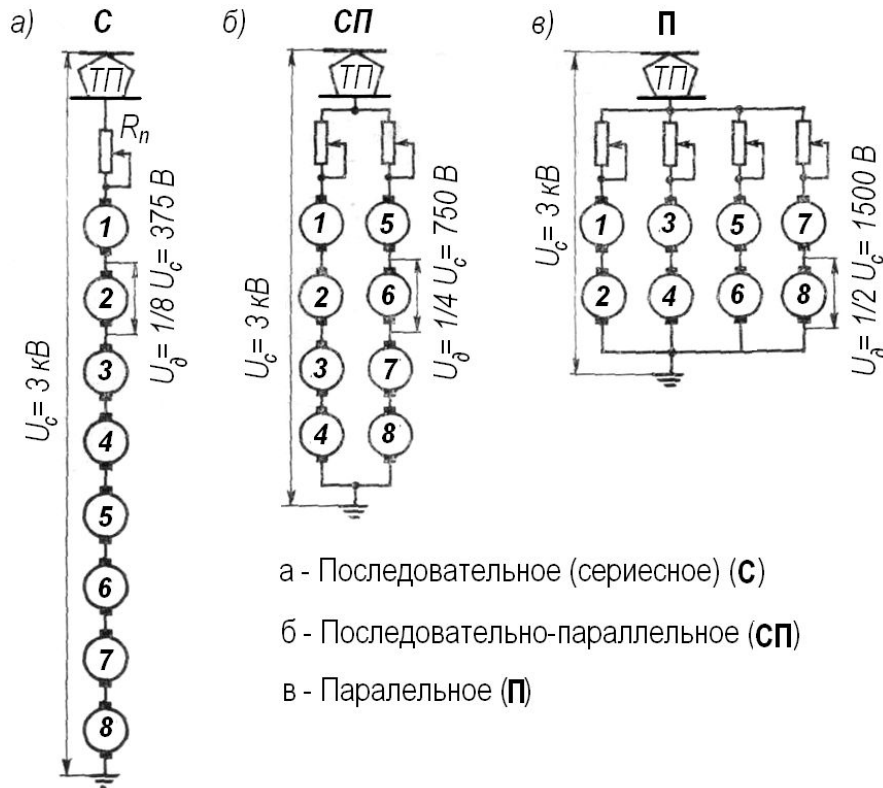 а) С
ТП
Rп
1
2
3
4
5
6
7
8
Uс = 3 кВ
Uд = 1/8 Uс = 375 В
б) СП
ТП
1 5
2 6
3 7
4 8
Uс = 3 кВ
Uд = 1/4 Uс = 750 В
в) П
ТП
1 3 5 7
2 4 6 8
Uс = 3 кВ
Uд = 1/2 Uс = 1500 В
а - Последовательное (сериесное) (С)
б - Последовательно-параллельное (СП)
в - Паралельное (П)